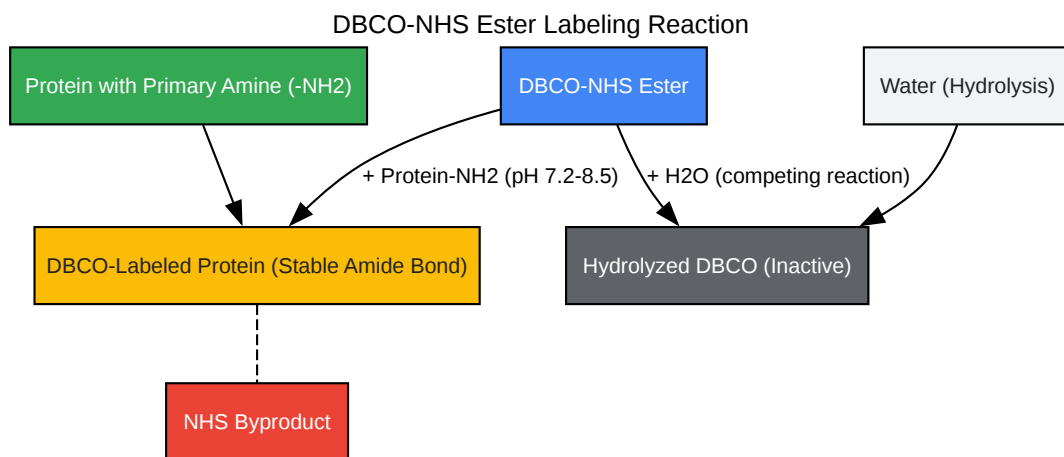 DBCO-NHS Ester Labeling Reaction
Protein with Primary Amine (-NH2)
DBCO-NHS Ester
Water (Hydrolysis)
+ Protein-NH2 (pH 7.2-8.5)
+ H2O (competing reaction)
DBCO-Labeled Protein (Stable Amide Bond)
Hydrolyzed DBCO (Inactive)
NHS Byproduct